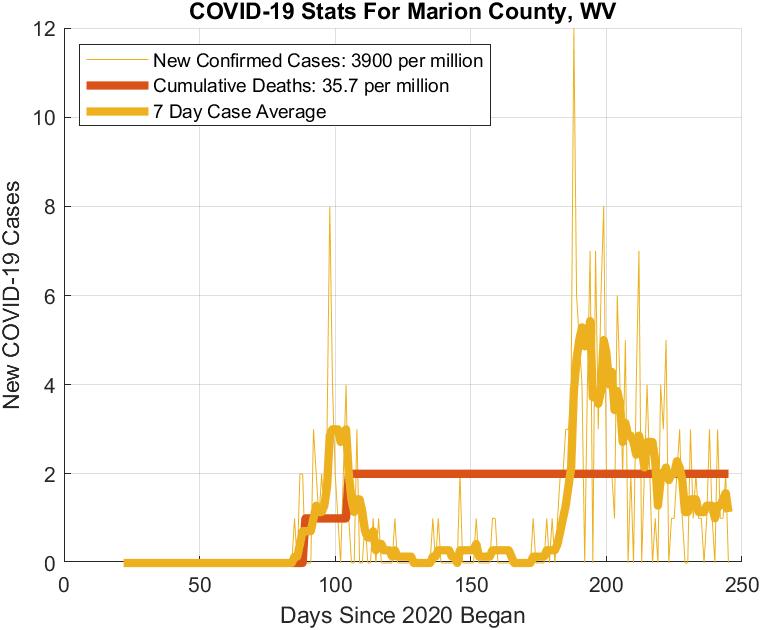 COVID-19 Stats For Marion County, WV
New Confirmed Cases: 3900 per million
Cumulative Deaths: 35.7 per million
7 Day Case Average
New COVID-19 Cases
12
10
8
6
4
2
0
0 50 100 150 200 250
Days Since 2020 Began